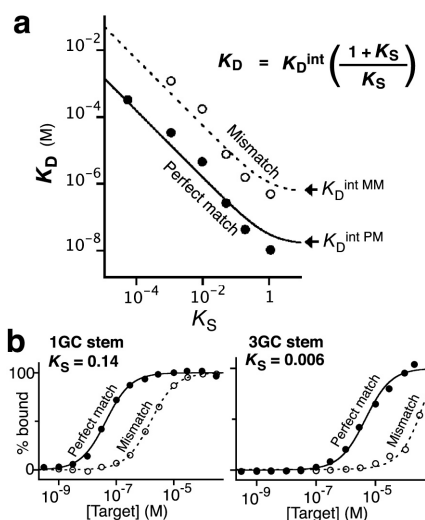 a
K_D = K_D^int ( (1 + K_S) / K_S )
10⁻²
10⁻⁴
10⁻⁶
10⁻⁸
K_D (M)
Mismatch
Perfect match
K_D^int MM
K_D^int PM
10⁻⁴ 10⁻² 1
K_S
b
1GC stem
K_S = 0.14
3GC stem
K_S = 0.006
100
0
% bound
Perfect match
Mismatch
Perfect match
Mismatch
10⁻⁹ 10⁻⁷ 10⁻⁵
10⁻⁹ 10⁻⁷ 10⁻⁵
[Target] (M)
[Target] (M)